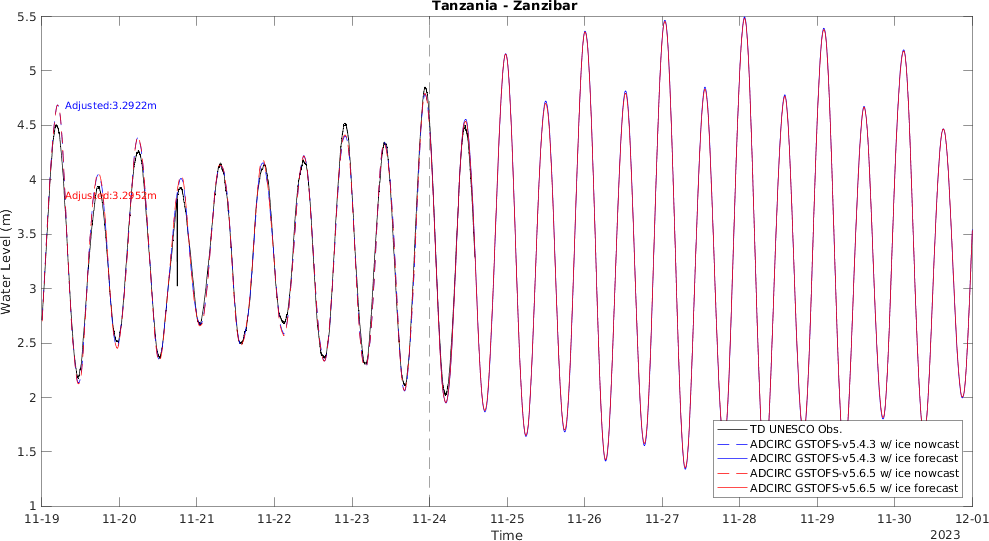 Tanzania - Zanzibar
5.5
5
4.5
4
3.5
3
2.5
2
1.5
1
Water Level (m)
Adjusted:3.2922m
Adjusted:3.2952m
TD UNESCO Obs.
ADCIRC GSTOFS-v5.4.3 w/ ice nowcast
ADCIRC GSTOFS-v5.4.3 w/ ice forecast
ADCIRC GSTOFS-v5.6.5 w/ ice nowcast
ADCIRC GSTOFS-v5.6.5 w/ ice forecast
11-19 11-20 11-21 11-22 11-23 11-24 11-25 11-26 11-27 11-28 11-29 11-30 12-01
Time
2023